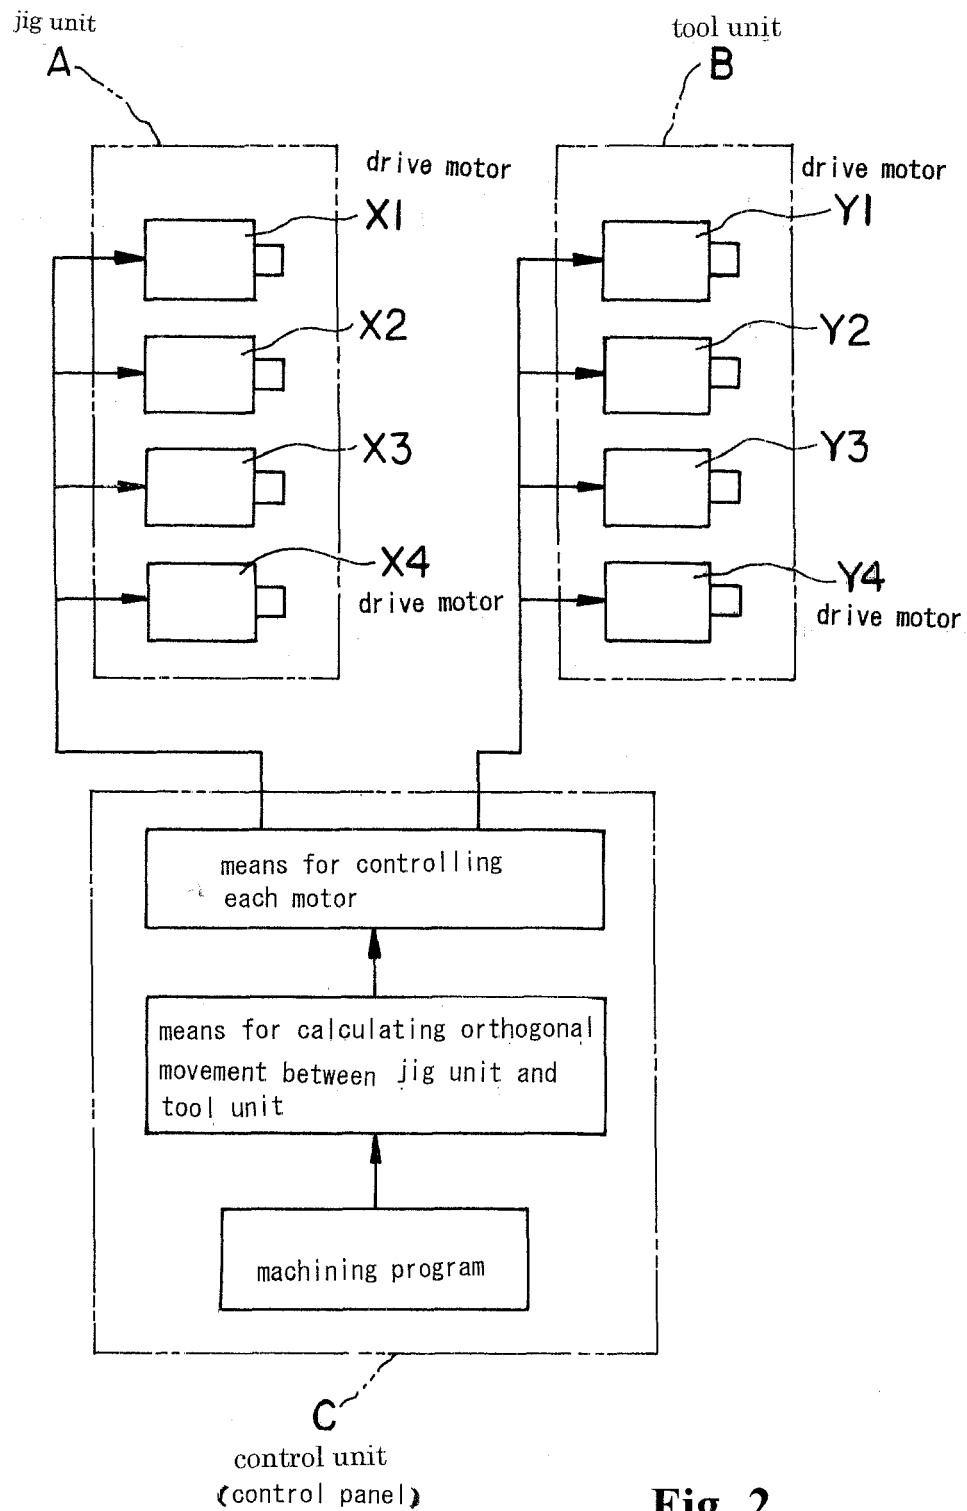 jig unit
A
tool unit
B
drive motor
X1
X2
X3
X4
drive motor
drive motor
Y1
Y2
Y3
Y4
drive motor
means for controlling
each motor
means for calculating orthogonal
movement between jig unit and
tool unit
machining program
C
control unit
(control panel)
Fig. 2